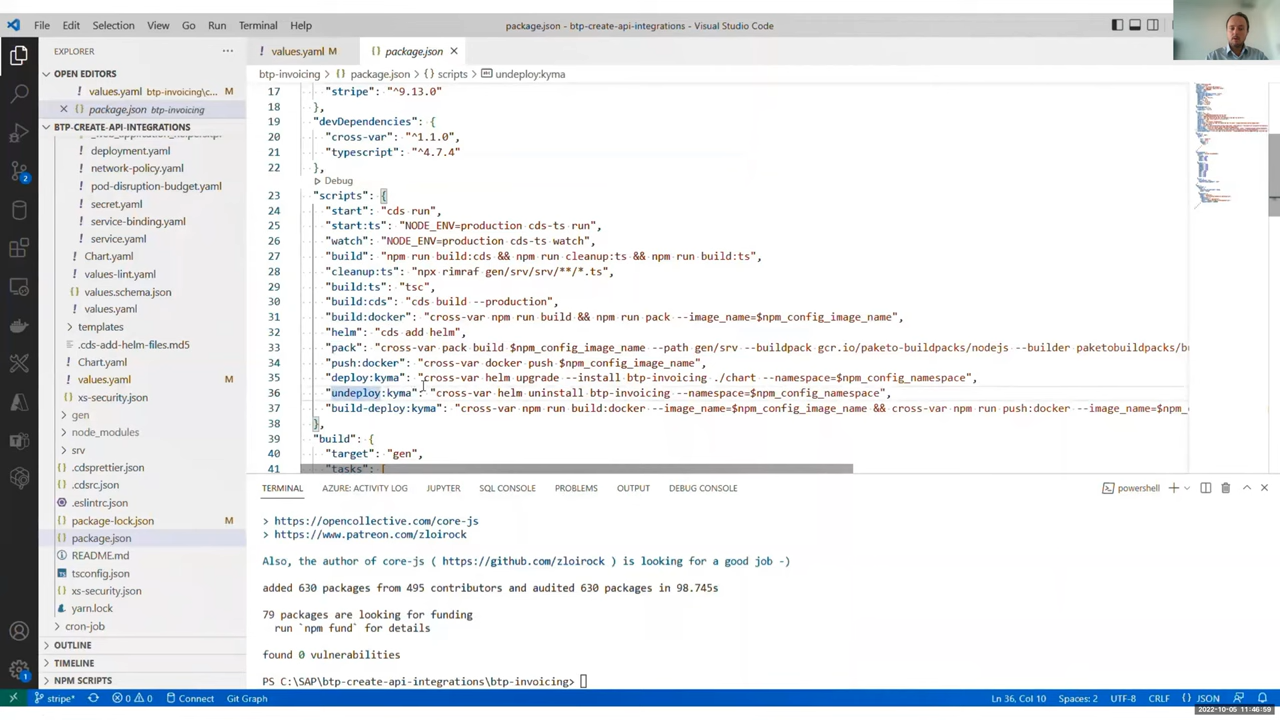 File Edit Selection View Go Run Terminal Help
package.json - btp-create-api-integrations - Visual Studio Code
EXPLORER
OPEN EDITORS
values.yaml btp-invoicing\c... M
package.json btp-invoicing
BTP-CREATE-API-INTEGRATIONS
deployment.yaml
network-policy.yaml
pod-disruption-budget.yaml
secret.yaml
service-binding.yaml
service.yaml
Chart.yaml
values-lint.yaml
values.schema.json
values.yaml
templates
.cds-add-helm-files.md5
Chart.yaml
values.yaml M
xs-security.json
gen
node_modules
srv
.cdsprettier.json
.cdsrc.json
.eslintrc.json
package-lock.json M
package.json
README.md
tsconfig.json
xs-security.json
yarn.lock
cron-job
OUTLINE
TIMELINE
NPM SCRIPTS
values.yaml M
package.json
btp-invoicing > package.json > scripts > undeploy:kyma
17 "stripe": "^9.13.0"
18 },
19 "devDependencies": {
20 "cross-var": "^1.1.0",
21 "typescript": "^4.7.4"
22 },
Debug
23 "scripts": {
24 "start": "cds run",
25 "start:ts": "NODE_ENV=production cds-ts run",
26 "watch": "NODE_ENV=production cds-ts watch",
27 "build": "npm run build:cds && npm run cleanup:ts && npm run build:ts",
28 "cleanup:ts": "npx rimraf gen/srv/srv/**/*.ts",
29 "build:ts": "tsc",
30 "build:cds": "cds build --production",
31 "build:docker": "cross-var npm run build && npm run pack --image_name=$npm_config_image_name",
32 "helm": "cds add helm",
33 "pack": "cross-var pack build $npm_config_image_name --path gen/srv --buildpack gcr.io/paketo-buildpacks/nodejs --builder paketobuildpacks/b
34 "push:docker": "cross-var docker push $npm_config_image_name",
35 "deploy:kyma": "cross-var helm upgrade --install btp-invoicing ./chart --namespace=$npm_config_namespace",
36 "undeploy:kyma": "cross-var helm uninstall btp-invoicing --namespace=$npm_config_namespace",
37 "build-deploy:kyma": "cross-var npm run build:docker --image_name=$npm_config_image_name && cross-var npm run push:docker --image_name=$n
38 },
39 "build": {
40 "target": "gen",
41 "tasks": [
TERMINAL AZURE: ACTIVITY LOG JUPYTER SQL CONSOLE PROBLEMS OUTPUT DEBUG CONSOLE
powershell
> https://opencollective.com/core-js
> https://www.patreon.com/zloirock
Also, the author of core-js ( https://github.com/zloirock ) is looking for a good job -)
added 630 packages from 495 contributors and audited 630 packages in 98.745s
79 packages are looking for funding
run `npm fund` for details
found 0 vulnerabilities
PS C:\SAP\btp-create-api-integrations\btp-invoicing>
stripe* 0 0 Connect Git Graph
Ln 36, Col 10 Spaces: 2 UTF-8 CRLF {} JSON
2022-10-05 11:46:59